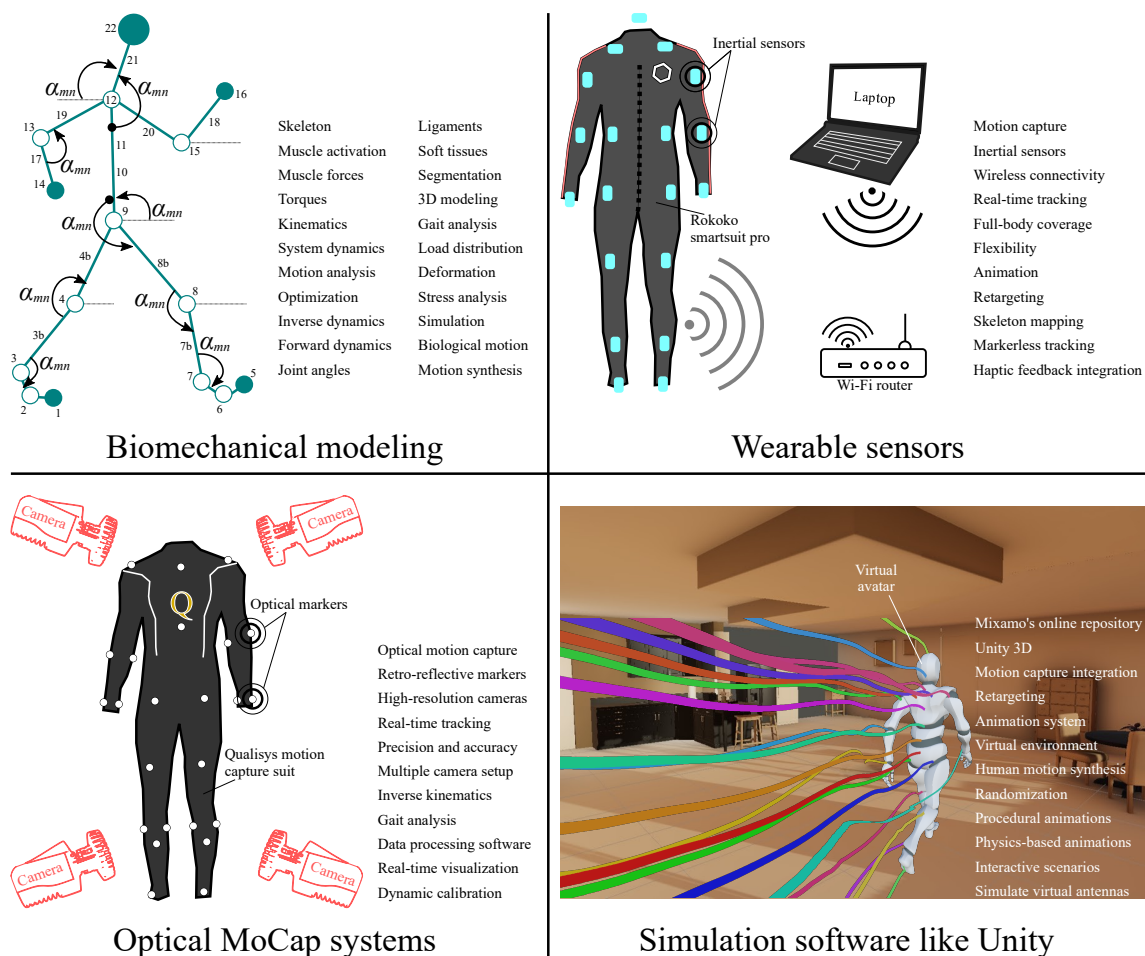 22
21
α_mn
α_mn
12
16
19
13
20
18
11
15
17
α_mn
14
10
α_mn
9
α_mn
4b
8b
α_mn
4
8
α_mn
3b
7b
α_mn
3
α_mn
7
5
2
1
6
Skeleton
Muscle activation
Muscle forces
Torques
Kinematics
System dynamics
Motion analysis
Optimization
Inverse dynamics
Forward dynamics
Joint angles
Ligaments
Soft tissues
Segmentation
3D modeling
Gait analysis
Load distribution
Deformation
Stress analysis
Simulation
Biological motion
Motion synthesis
Biomechanical modeling
Inertial sensors
Laptop
Rokoko
smartsuit pro
Wi-Fi router
Motion capture
Inertial sensors
Wireless connectivity
Real-time tracking
Full-body coverage
Flexibility
Animation
Retargeting
Skeleton mapping
Markerless tracking
Haptic feedback integration
Wearable sensors
Camera
Camera
Q
Optical markers
Qualisys motion
capture suit
Camera
Camera
Optical motion capture
Retro-reflective markers
High-resolution cameras
Real-time tracking
Precision and accuracy
Multiple camera setup
Inverse kinematics
Gait analysis
Data processing software
Real-time visualization
Dynamic calibration
Optical MoCap systems
Virtual
avatar
Mixamo's online repository
Unity 3D
Motion capture integration
Retargeting
Animation system
Virtual environment
Human motion synthesis
Randomization
Procedural animations
Physics-based animations
Interactive scenarios
Simulate virtual antennas
Simulation software like Unity